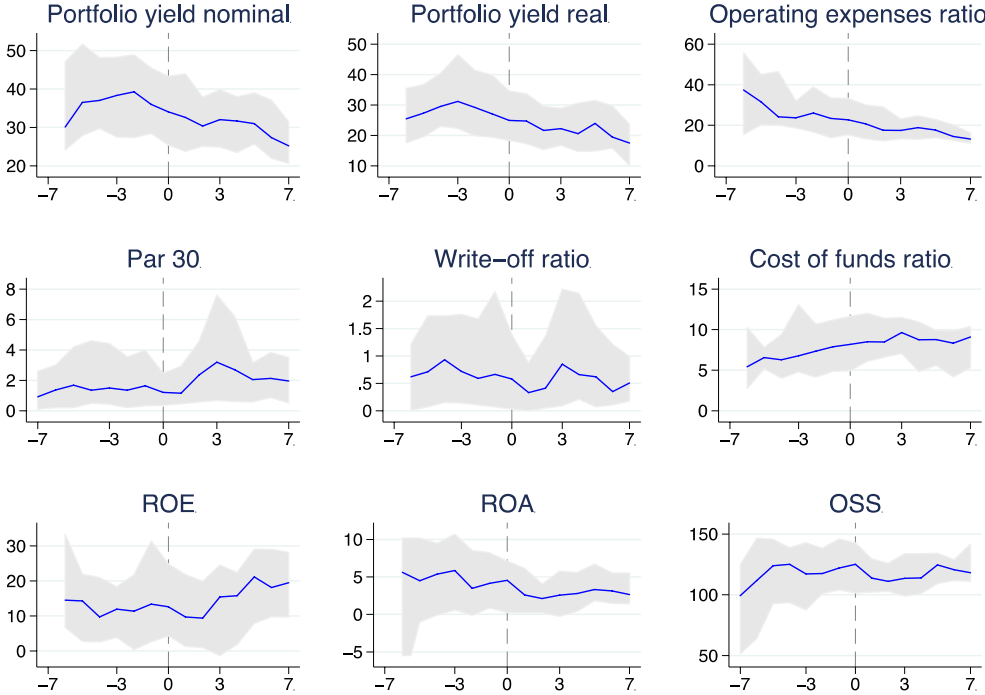 Portfolio yield nominal
Portfolio yield real
Operating expenses ratio
50
40
30
20
−7 −3 0 3 7
50
40
30
20
10
−7 −3 0 3 7
60
40
20
0
−7 −3 0 3 7
Par 30
Write−off ratio
Cost of funds ratio
8
6
4
2
0
−7 −3 0 3 7
2
1.5
1
.5
0
−7 −3 0 3 7
15
10
5
0
−7 −3 0 3 7
ROE
ROA
OSS
30
20
10
0
−7 −3 0 3 7
10
5
0
−5
−7 −3 0 3 7
150
100
50
−7 −3 0 3 7